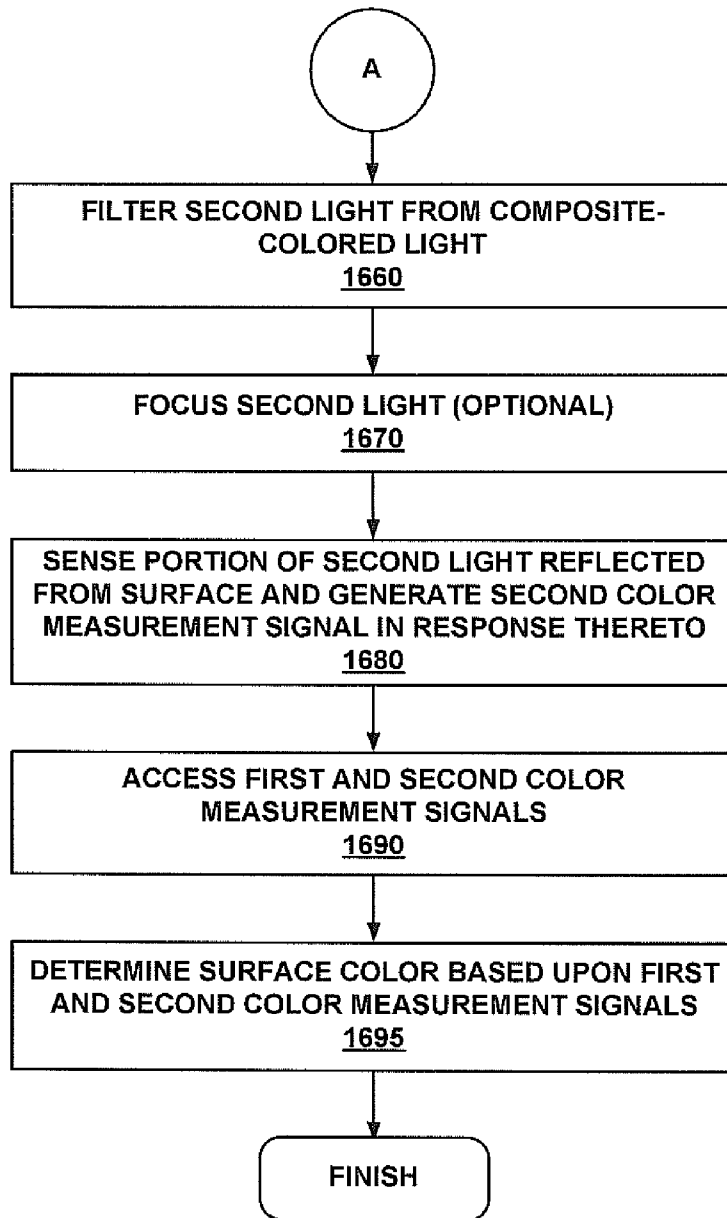 A
FILTER SECOND LIGHT FROM COMPOSITE-
COLORED LIGHT
1660
FOCUS SECOND LIGHT (OPTIONAL)
1670
SENSE PORTION OF SECOND LIGHT REFLECTED
FROM SURFACE AND GENERATE SECOND COLOR
MEASUREMENT SIGNAL IN RESPONSE THERETO
1680
ACCESS FIRST AND SECOND COLOR
MEASUREMENT SIGNALS
1690
DETERMINE SURFACE COLOR BASED UPON FIRST
AND SECOND COLOR MEASUREMENT SIGNALS
1695
FINISH